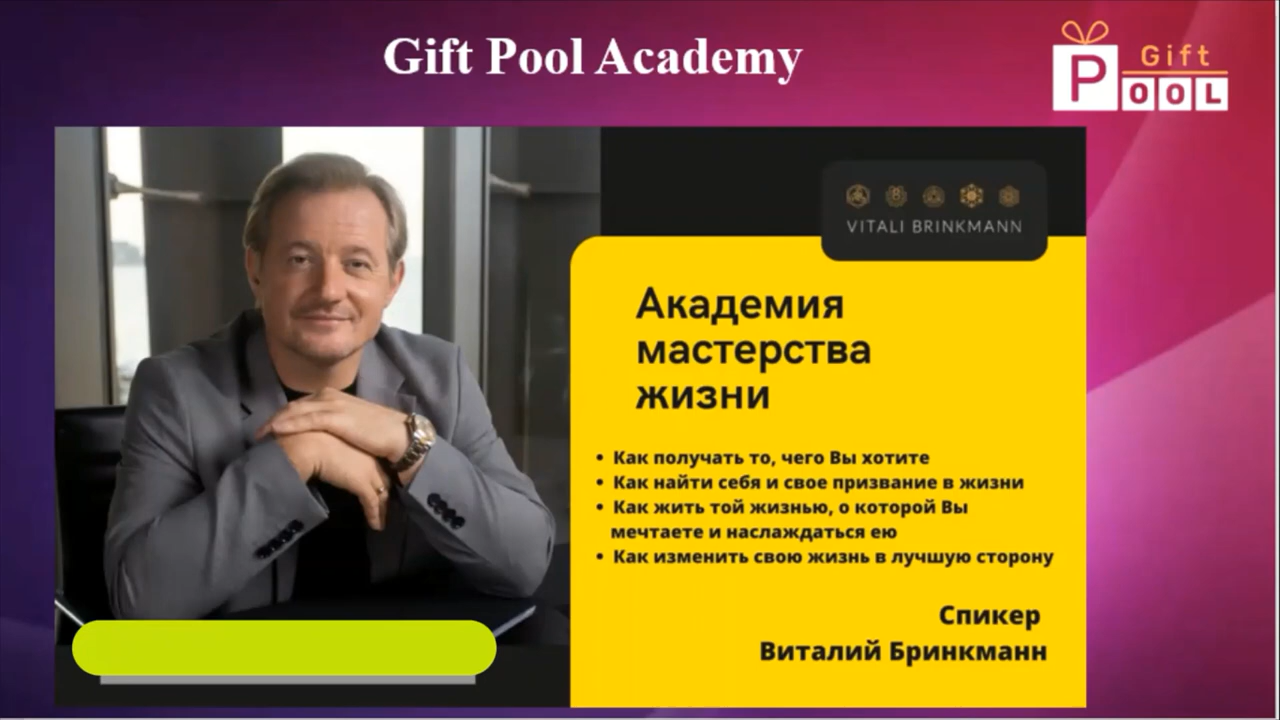 Gift Pool Academy
Gift
POOL
VITALI BRINKMANN
Академия
мастерства
жизни
• Как получать то, чего Вы хотите
• Как найти себя и свое призвание в жизни
• Как жить той жизнью, о которой Вы
мечтаете и наслаждаться ею
• Как изменить свою жизнь в лучшую сторону
Спикер
Виталий Бринкманн